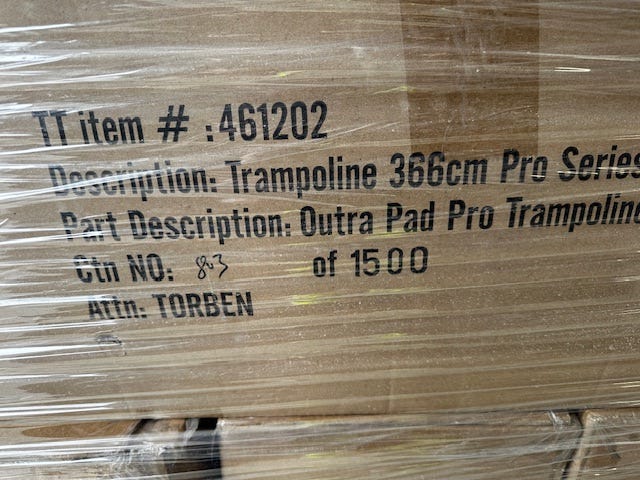 TT item # : 461202
Description: Trampoline 366cm Pro Series
Part Description: Outra Pad Pro Trampoline
Ctn NO: 803 of 1500
Attn: TORBEN